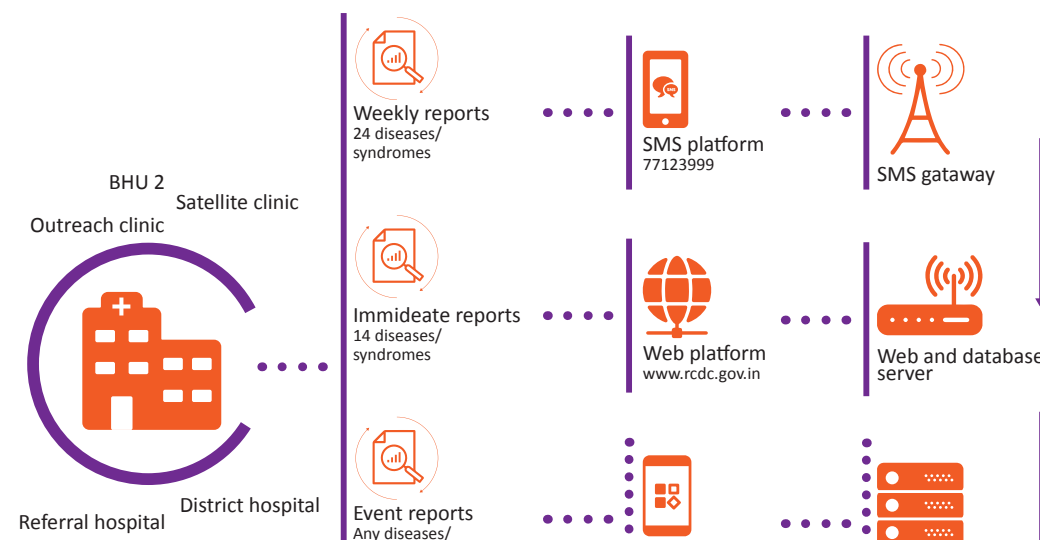 BHU 2
Satellite clinic
Outreach clinic
Referral hospital
District hospital
Weekly reports
24 diseases/
syndromes
SMS platform
77123999
SMS gataway
Immideate reports
14 diseases/
syndromes
Web platform
www.rcdc.gov.in
Web and database
server
Event reports
Any diseases/